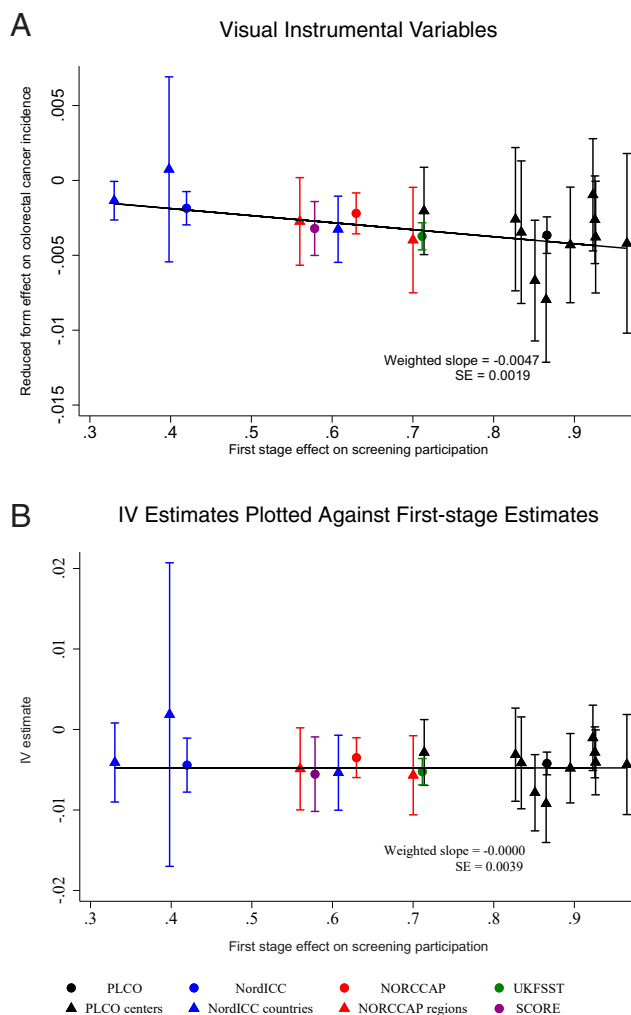 A
Visual Instrumental Variables
Reduced form effect on colorectal cancer incidence
.005
0
-.005
-.01
-.015
Weighted slope = -0.0047
SE = 0.0019
.3 .4 .5 .6 .7 .8 .9
First stage effect on screening participation
B
IV Estimates Plotted Against First-stage Estimates
IV estimate
.02
.01
0
-.01
-.02
Weighted slope = -0.0000
SE = 0.0039
.3 .4 .5 .6 .7 .8 .9
First stage effect on screening participation
PLCO NordICC NORCCAP UKFSST
PLCO centers NordICC countries NORCCAP regions SCORE